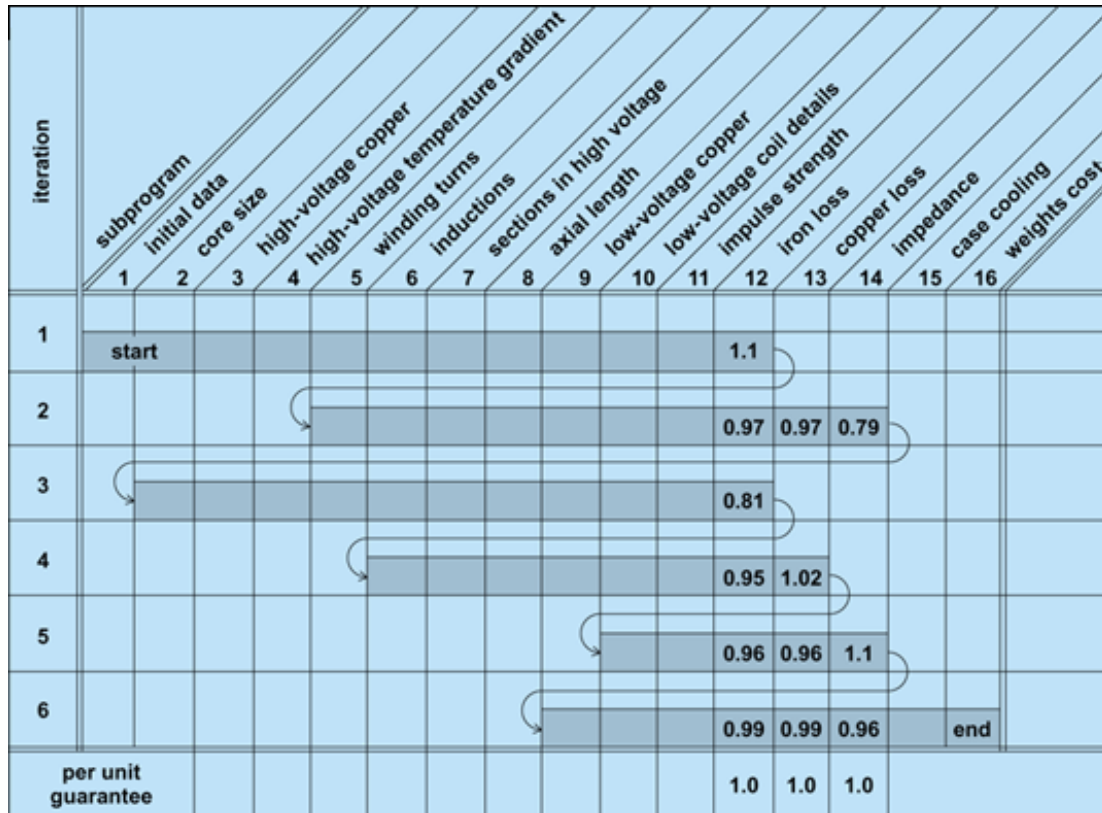 iteration
subprogram
initial data
core size
high-voltage copper
high-voltage temperature gradient
winding turns
inductions
sections in high voltage
axial length
low-voltage copper
low-voltage coil details
impulse strength
iron loss
copper loss
impedance
case cooling
weights cost
1 2 3 4 5 6 7 8 9 10 11 12 13 14 15 16
1
start 1.1
2
0.97 0.97 0.79
3
0.81
4
0.95 1.02
5
0.96 0.96 1.1
6
0.99 0.99 0.96 end
per unit
guarantee
1.0 1.0 1.0